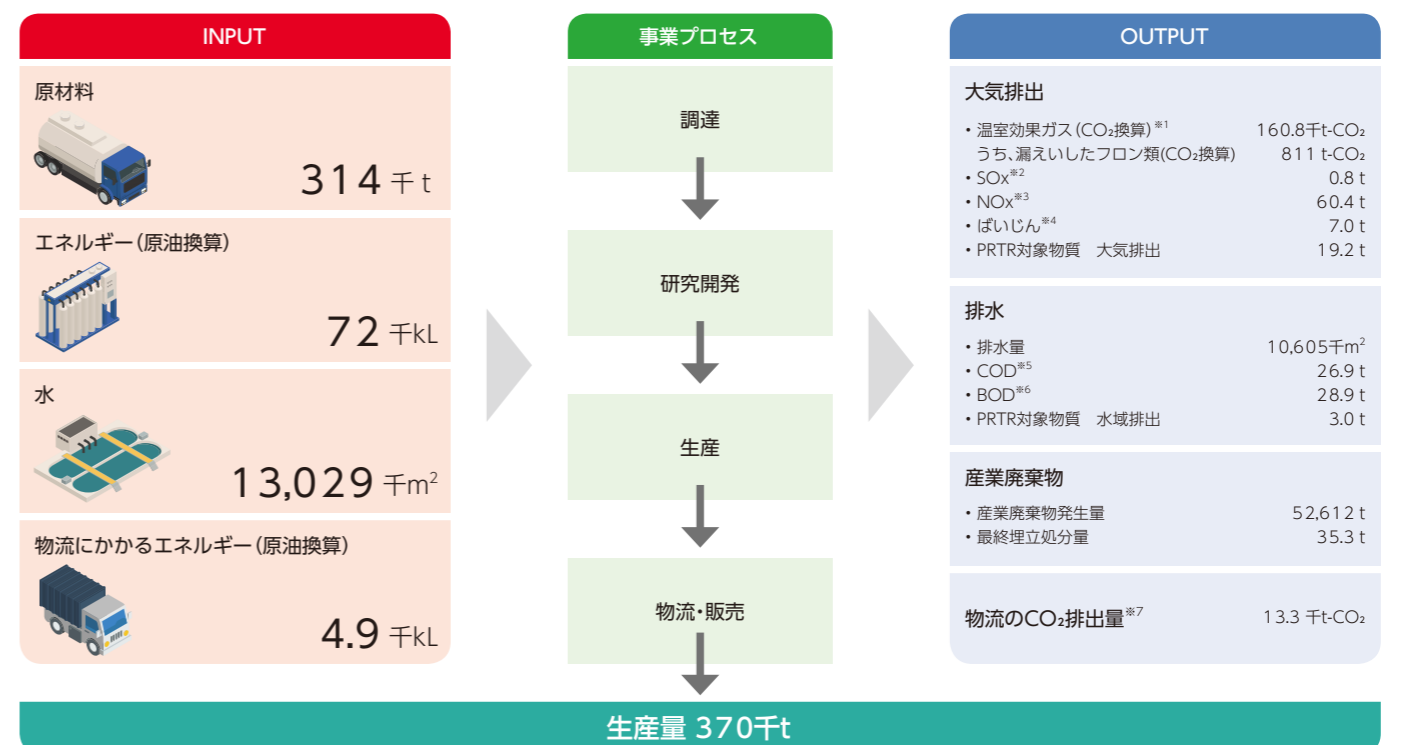 INPUT
原材料
314 千t
エネルギー(原油換算)
72 千kL
水
13,029 千m²
物流にかかるエネルギー(原油換算)
4.9 千kL
事業プロセス
調達
研究開発
生産
物流・販売
OUTPUT
大気排出
・温室効果ガス(CO₂換算)※1 160.8千t-CO₂
うち、漏えいしたフロン類(CO₂換算) 811 t-CO₂
・SOx※2 0.8 t
・NOx※3 60.4 t
・ばいじん※4 7.0 t
・PRTR対象物質 大気排出 19.2 t
排水
・排水量 10,605千m²
・COD※5 26.9 t
・BOD※6 28.9 t
・PRTR対象物質 水域排出 3.0 t
産業廃棄物
・産業廃棄物発生量 52,612 t
・最終埋立処分量 35.3 t
物流のCO₂排出量※7 13.3 千t-CO₂
生産量 370千t